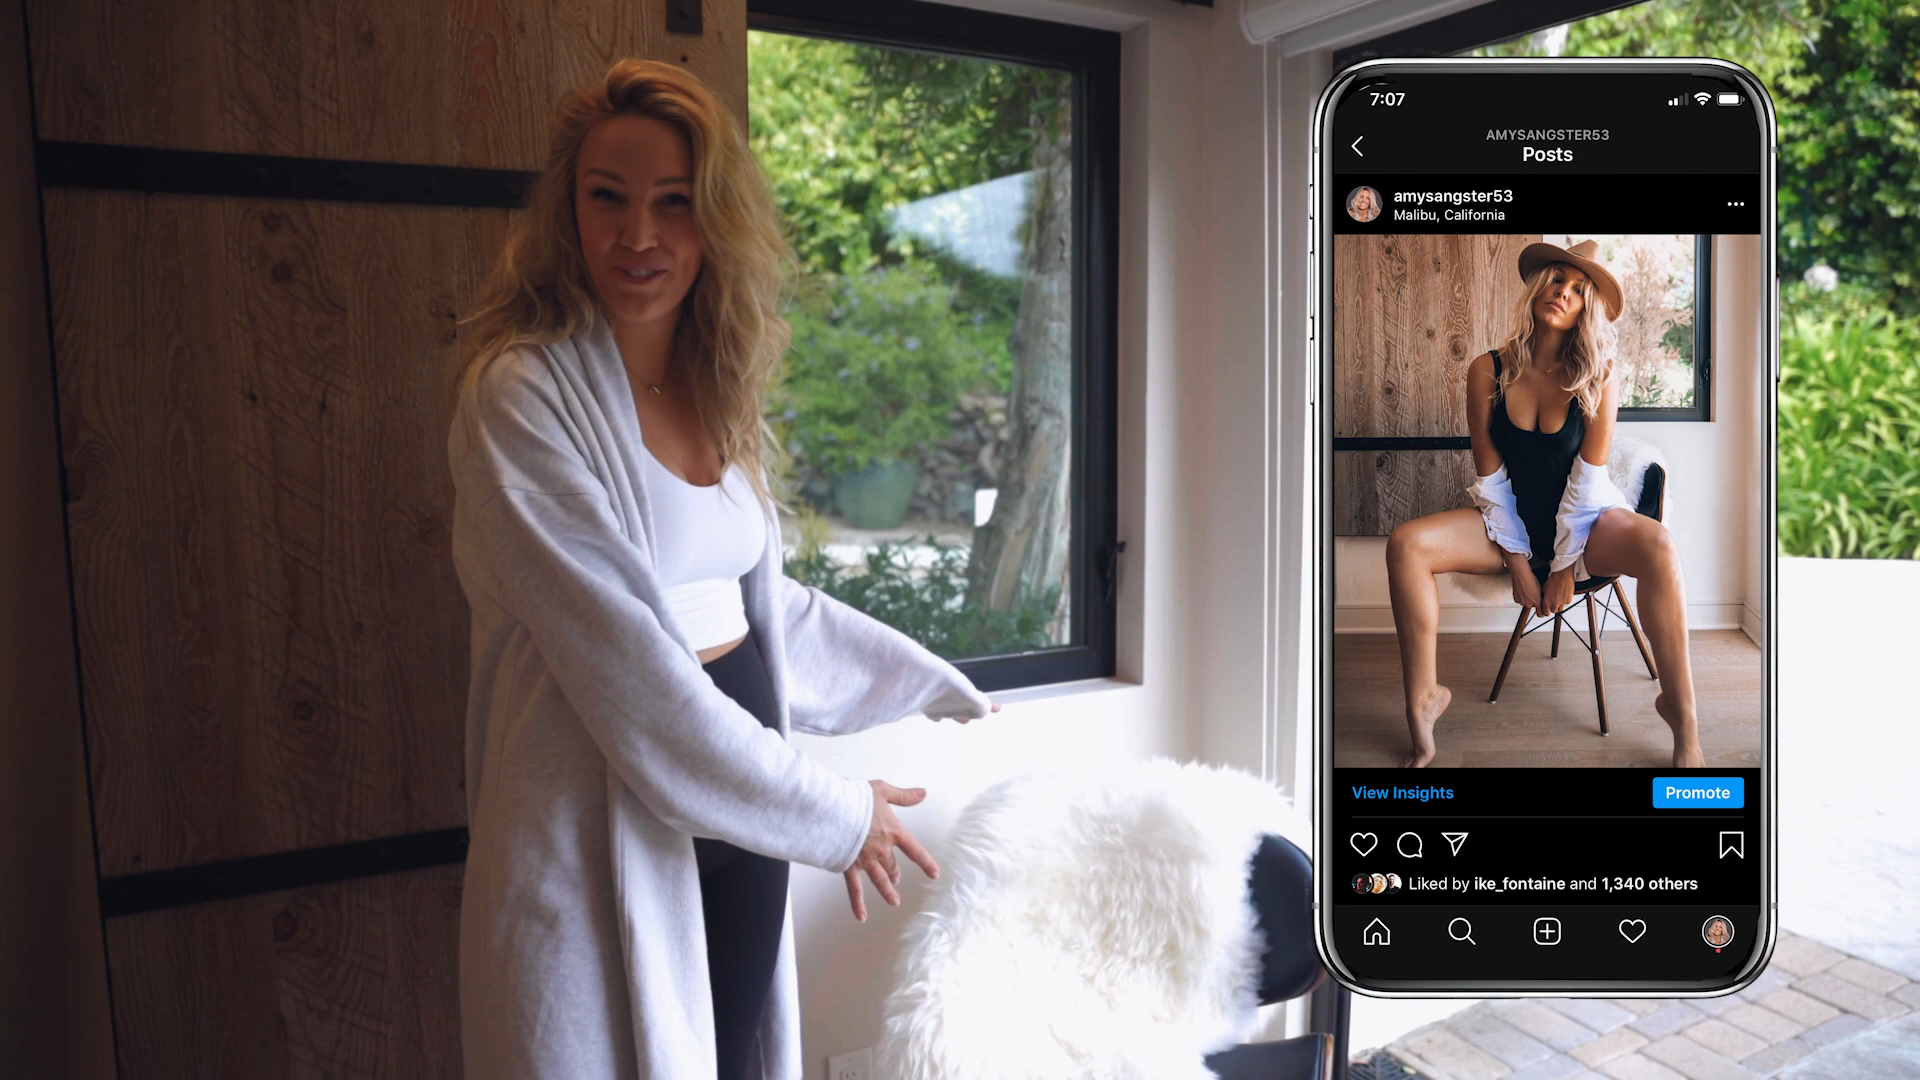 7:07
AMYSANGSTER53
Posts
amysangster53
Malibu, California
View Insights
Promote
Liked by ike_fontaine and 1,340 others